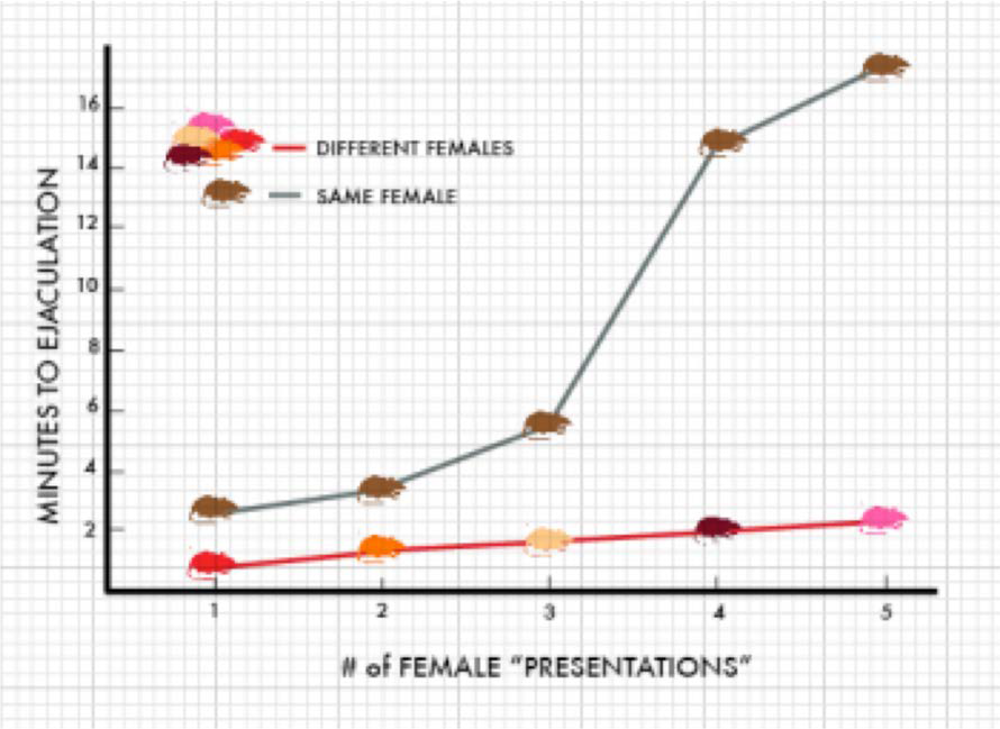 MINUTES TO EJACULATION
16
14
12
10
8
6
4
2
DIFFERENT FEMALES
SAME FEMALE
1 2 3 4 5
# of FEMALE “PRESENTATIONS”